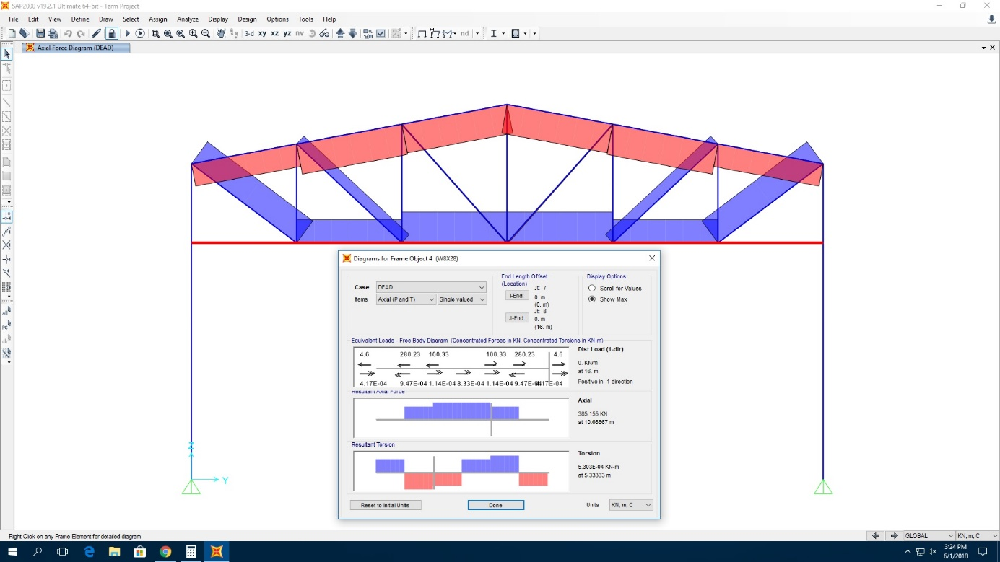 SAP2000 v19.2.1 Ultimate 64-bit - Term Project
File Edit View Define Draw Select Assign Analyze Display Design Options Tools Help
3-d xy xz yz nv nd
Axial Force Diagram (DEAD)
Diagrams for Frame Object 4 (W8X28)
Case DEAD
Items Axial (P and T) Single valued
End Length Offset
(Location)
I-End:
Jt: 7
0. m
(0. m)
J-End:
Jt: 8
0. m
(16. m)
Display Options
Scroll for Values
Show Max
Equivalent Loads - Free Body Diagram (Concentrated Forces in KN, Concentrated Torsions in KN-m)
4.6 280.23 100.33 100.33 280.23 4.6
4.17E-04 9.47E-04 1.14E-04 8.33E-04 1.14E-04 9.47E-04 4.17E-04
Dist Load (1-dir)
0. KN/m
at 16. m
Positive in -1 direction
Resultant Axial Force
Axial
385.155 KN
at 10.66667 m
Resultant Torsion
Torsion
5.303E-04 KN-m
at 5.33333 m
Reset to Initial Units Done Units KN, m, C
Z
Y
Right Click on any Frame Element for detailed diagram
GLOBAL KN, m, C
3:24 PM
6/1/2018